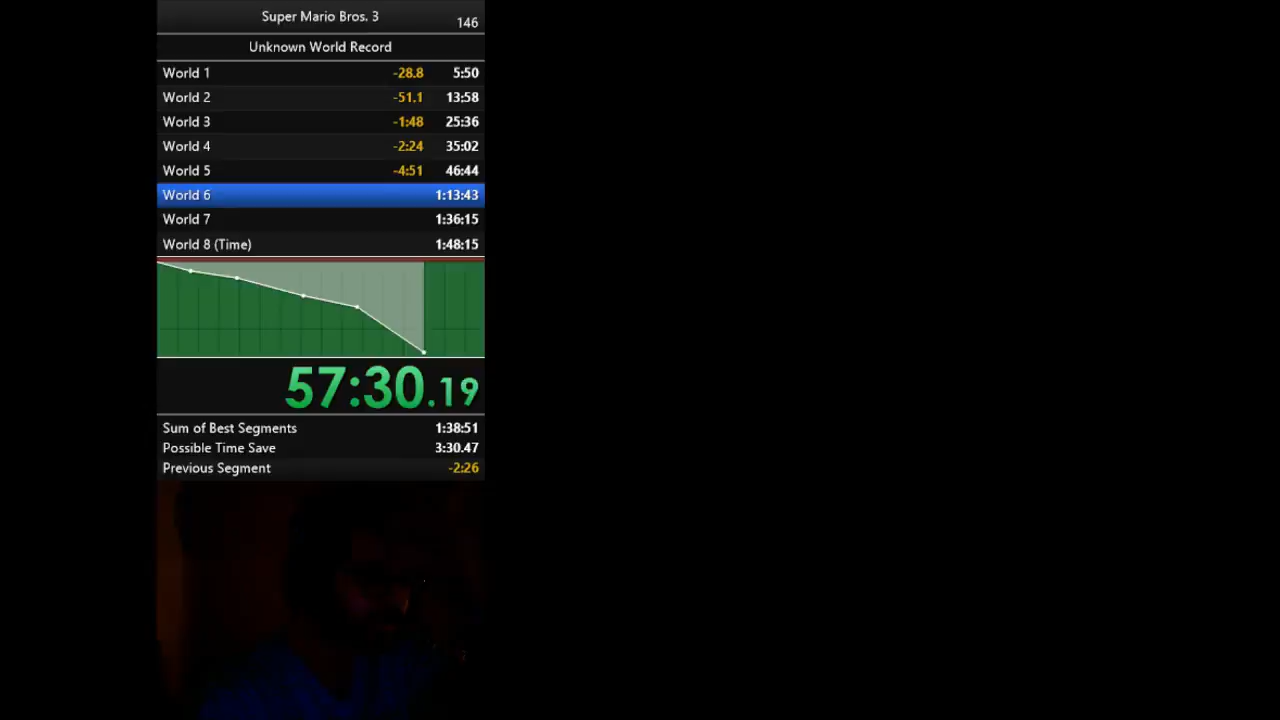 Super Mario Bros. 3
146
Unknown World Record
World 1 -28.8 5:50
World 2 -51.1 13:58
World 3 -1:48 25:36
World 4 -2:24 35:02
World 5 -4:51 46:44
World 6 1:13:43
World 7 1:36:15
World 8 (Time) 1:48:15
57:30.19
Sum of Best Segments 1:38:51
Possible Time Save 3:30.47
Previous Segment -2:26